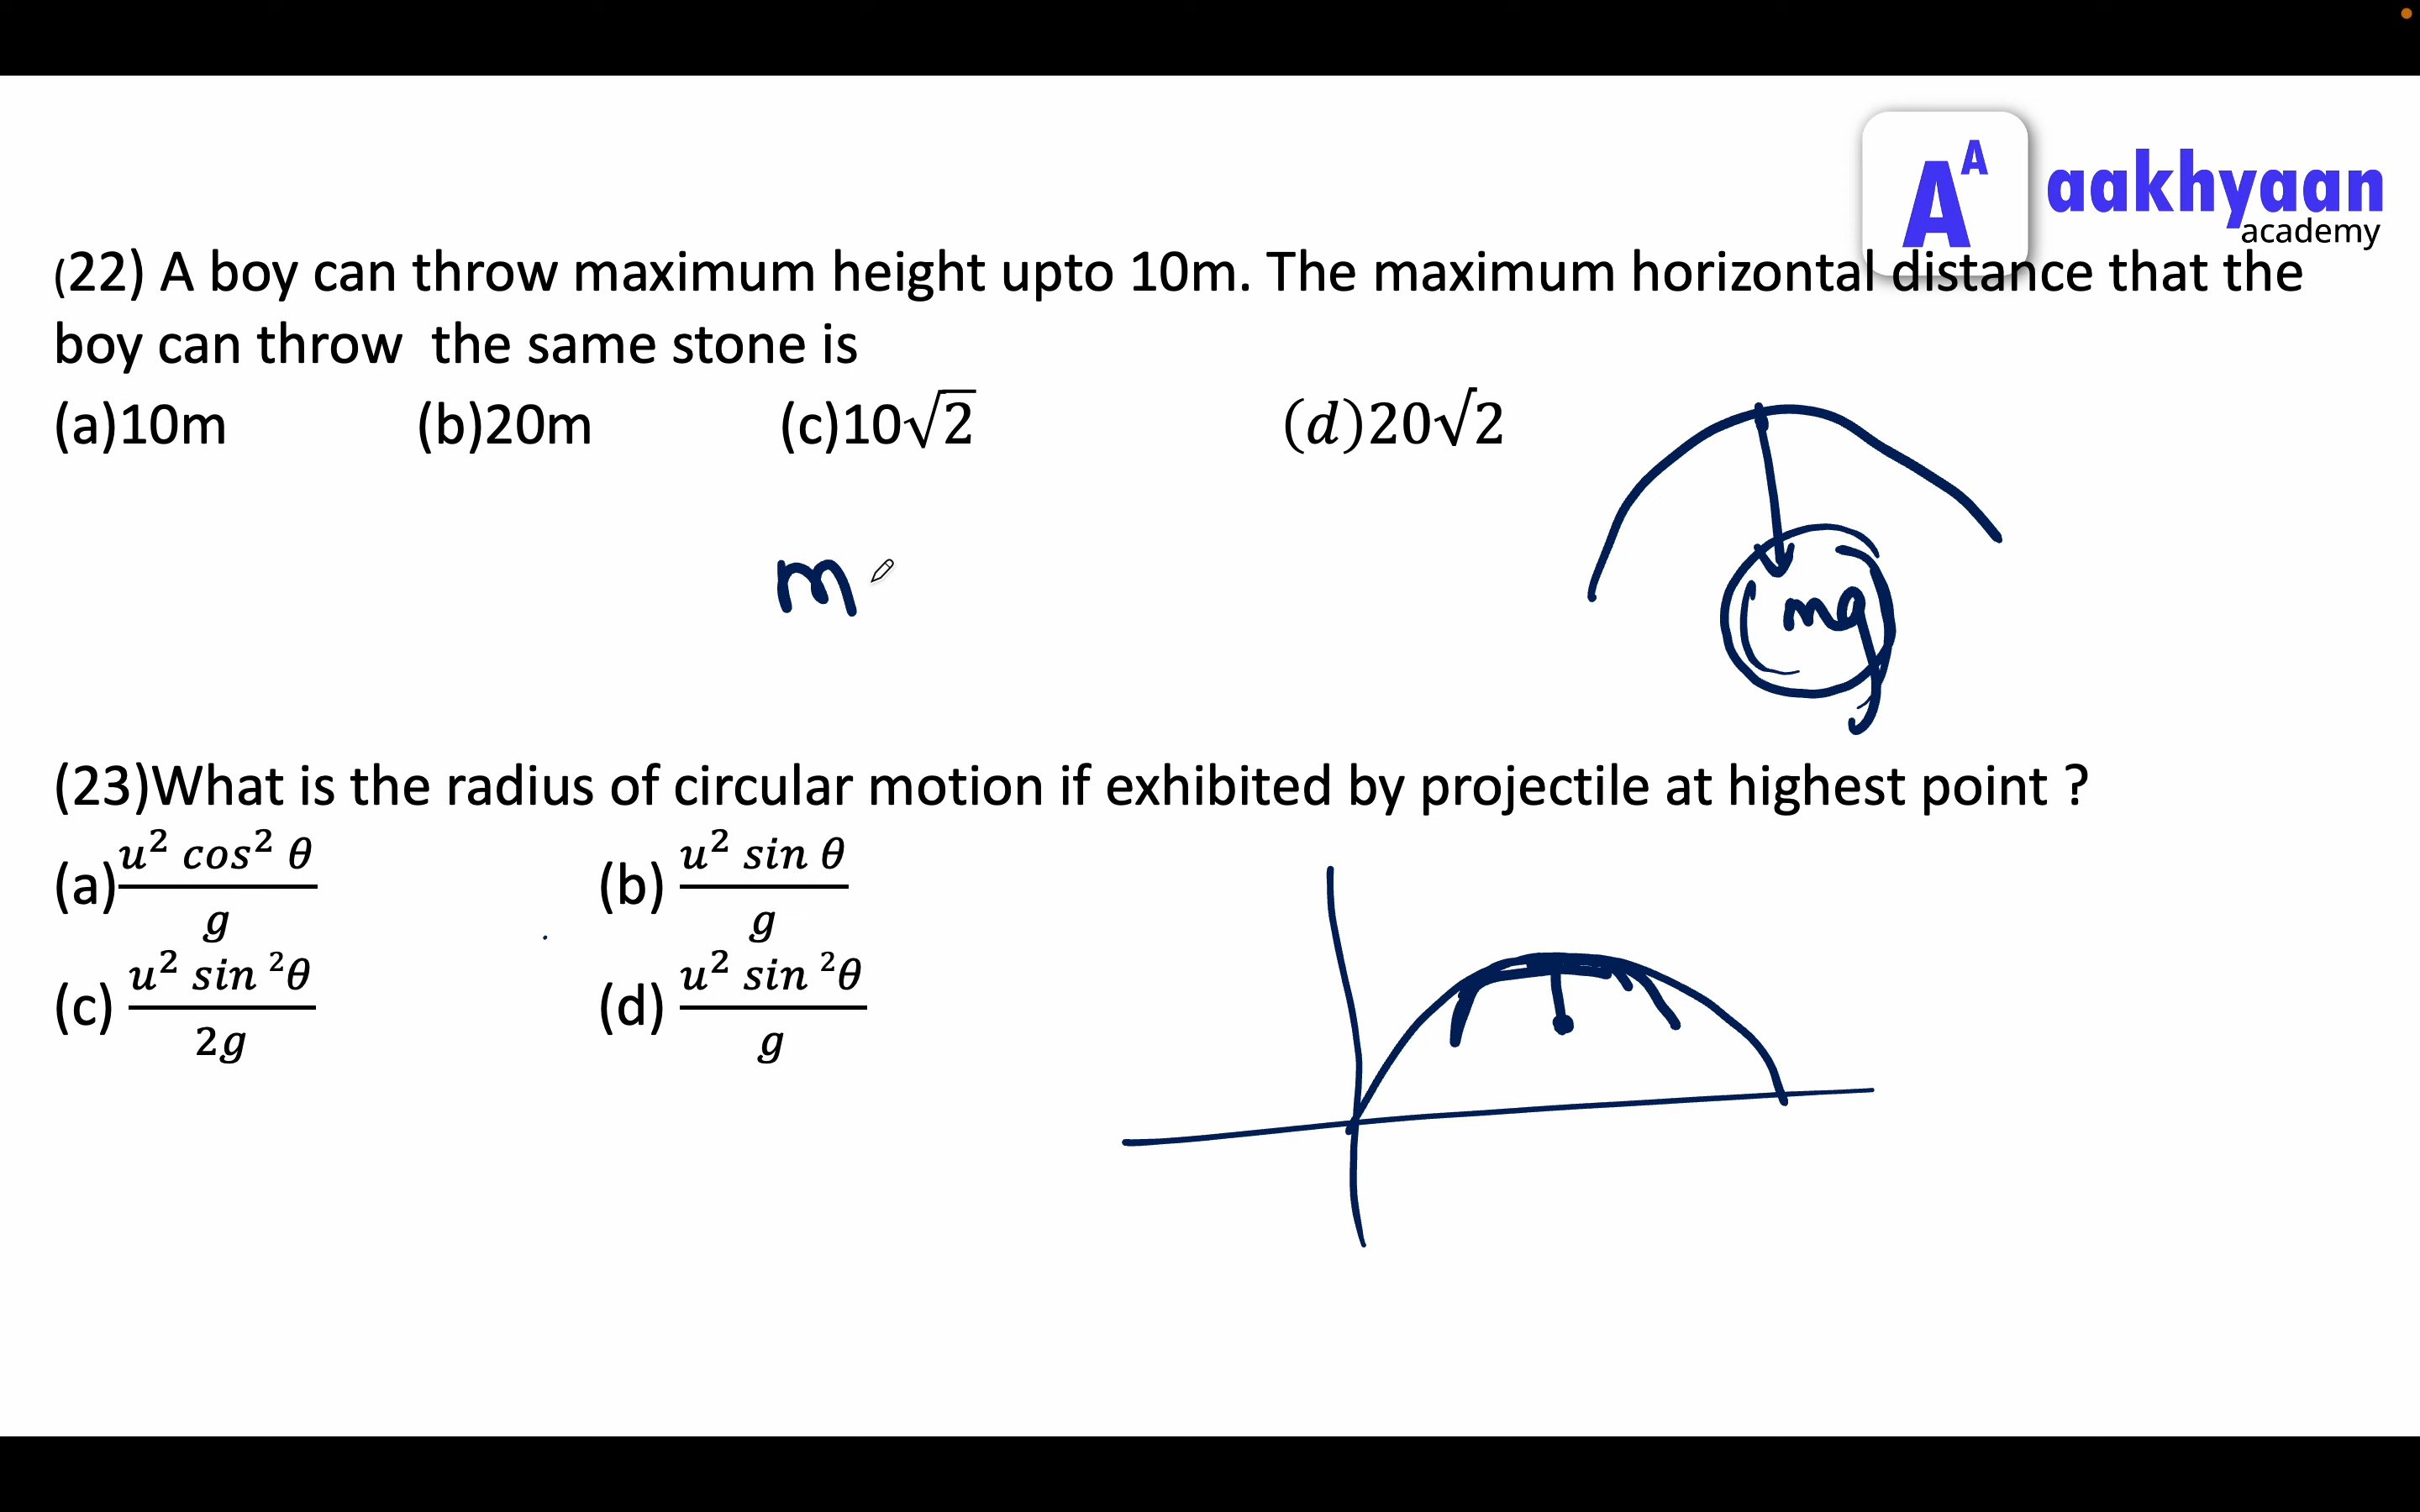 A A aakhyaan
academy
(22) A boy can throw maximum height upto 10m. The maximum horizontal distance that the
boy can throw the same stone is
(a)10m (b)20m (c)10√2 (d)20√2
m
mg
(23)What is the radius of circular motion if exhibited by projectile at highest point ?
(a) u² cos² θ / g (b) u² sin θ / g
(c) u² sin ²θ / 2g (d) u² sin ²θ / g